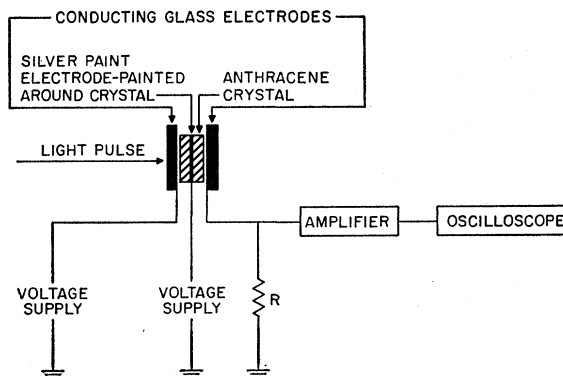 CONDUCTING GLASS ELECTRODES
SILVER PAINT
ELECTRODE-PAINTED
AROUND CRYSTAL
ANTHRACENE
CRYSTAL
LIGHT PULSE
AMPLIFIER
OSCILLOSCOPE
VOLTAGE
SUPPLY
VOLTAGE
SUPPLY
R